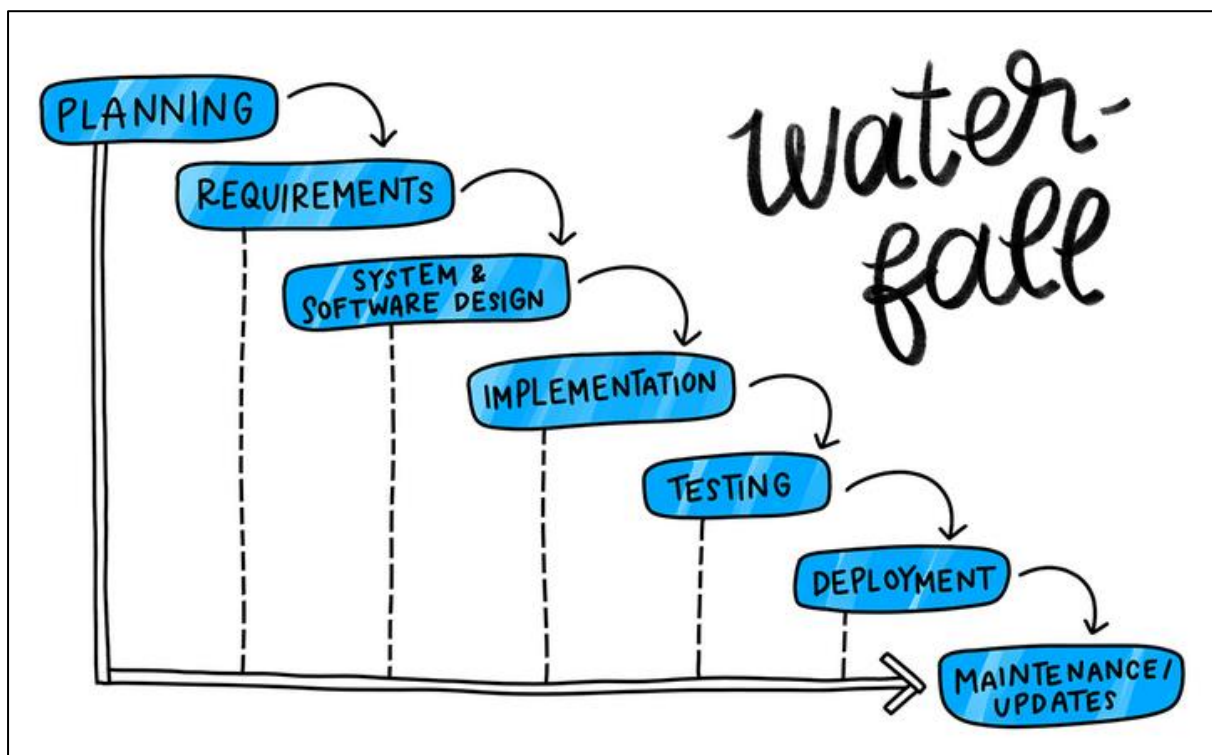 water-
fall
PLANNING
REQUIREMENTS
SYSTEM &
SOFTWARE DESIGN
IMPLEMENTATION
TESTING
DEPLOYMENT
MAINTENANCE/
UPDATES